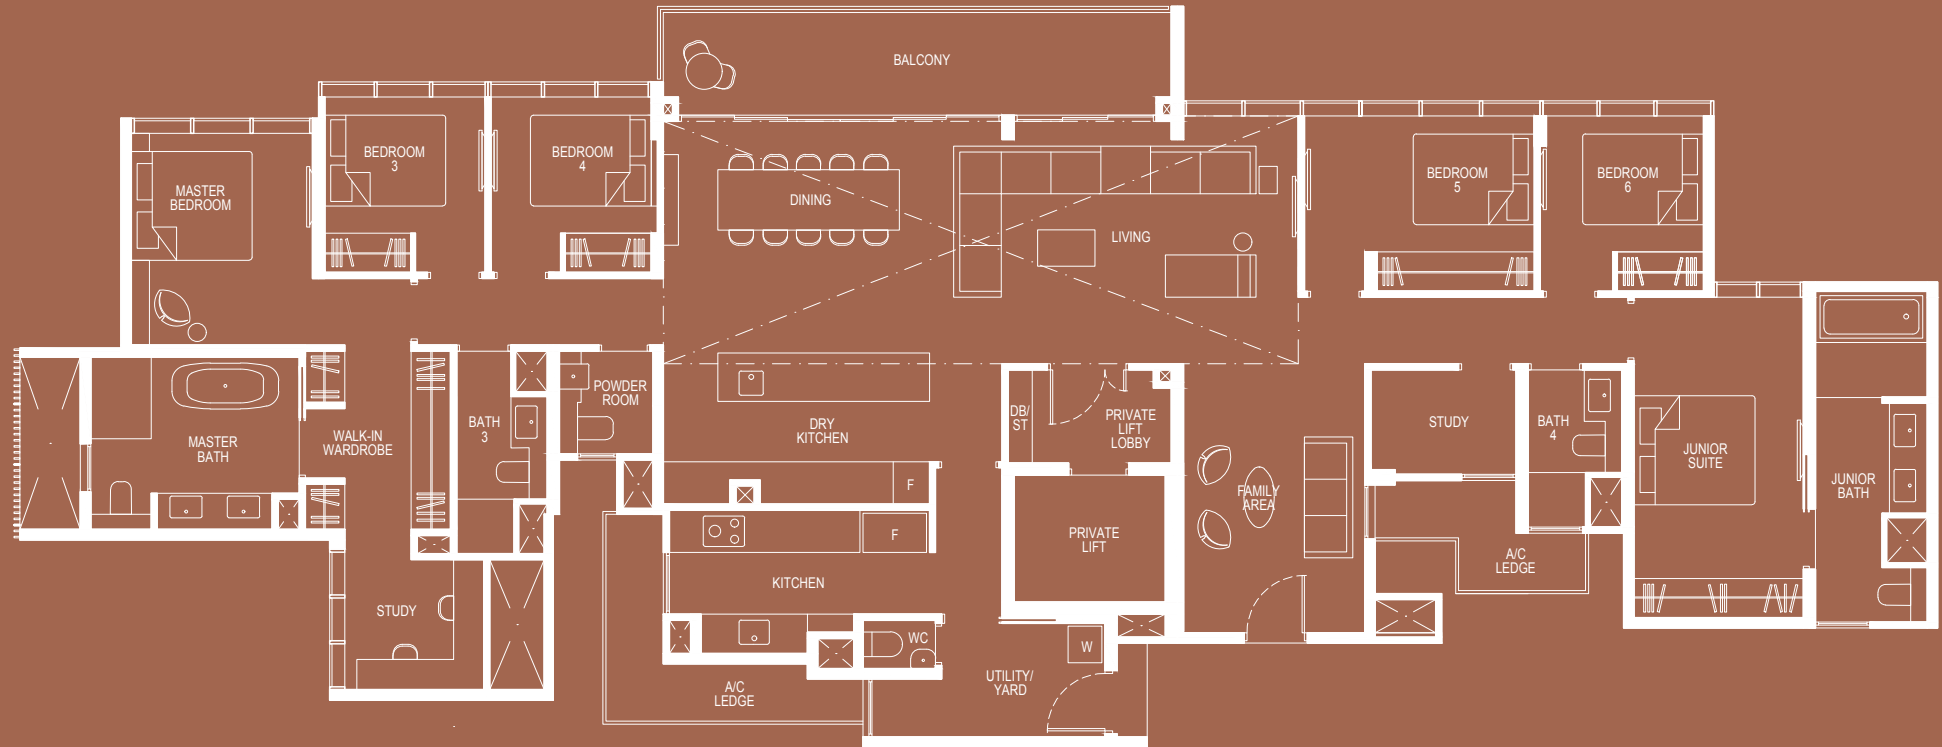 BALCONY
BEDROOM
3
BEDROOM
4
MASTER
BEDROOM
DINING
LIVING
BEDROOM
5
BEDROOM
6
POWDER
ROOM
DRY
KITCHEN
DB/
ST
PRIVATE
LIFT
LOBBY
STUDY
BATH
4
BATH
3
MASTER
BATH
WALK-IN
WARDROBE
JUNIOR
SUITE
JUNIOR
BATH
F
FAMILY
AREA
F
PRIVATE
LIFT
A/C
LEDGE
KITCHEN
STUDY
WC
W
UTILITY/
YARD
A/C
LEDGE